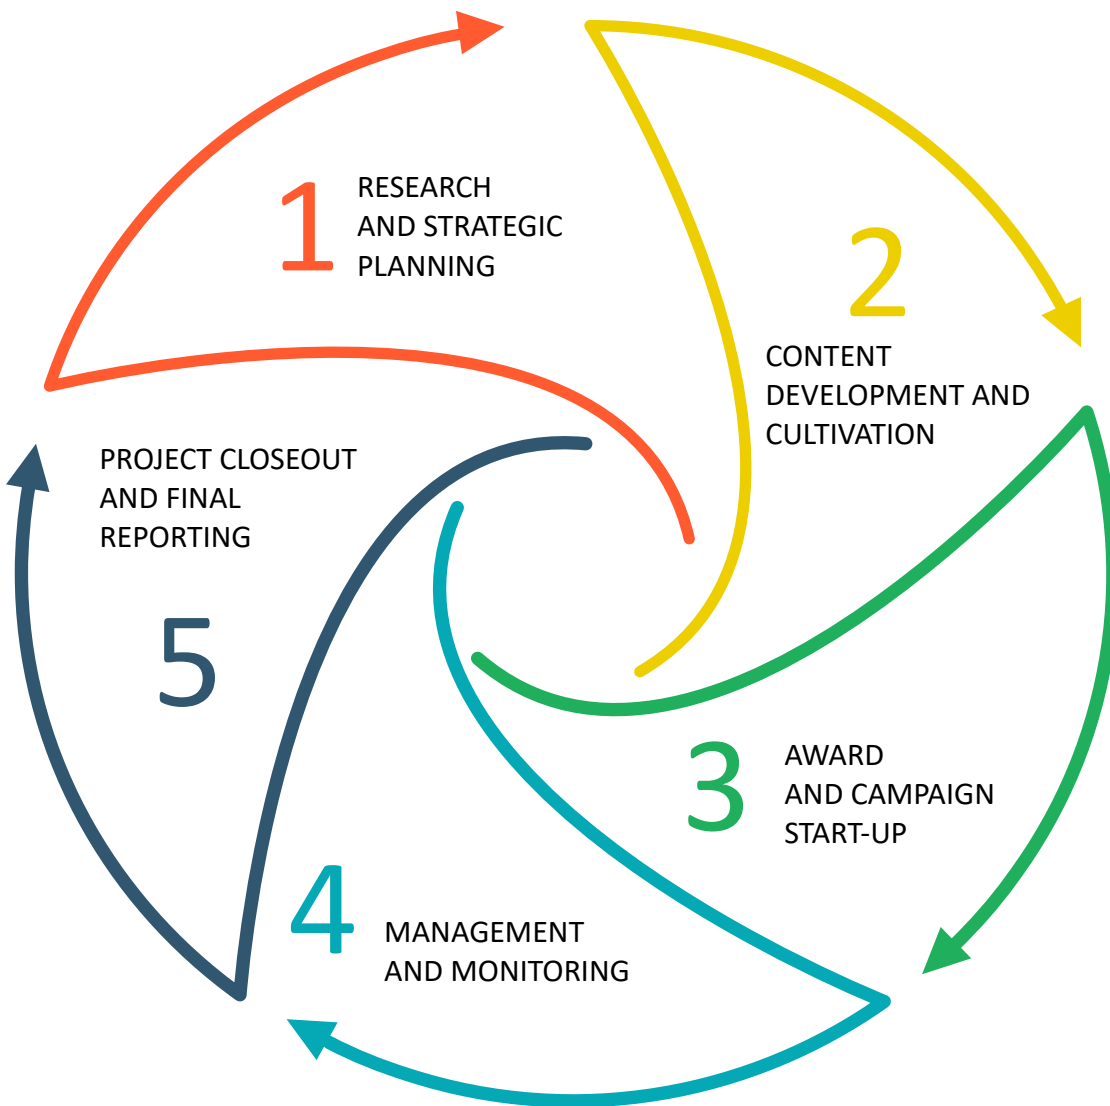 1
RESEARCH
AND STRATEGIC
PLANNING
2
CONTENT
DEVELOPMENT AND
CULTIVATION
3
AWARD
AND CAMPAIGN
START-UP
4
MANAGEMENT
AND MONITORING
PROJECT CLOSEOUT
AND FINAL
REPORTING
5